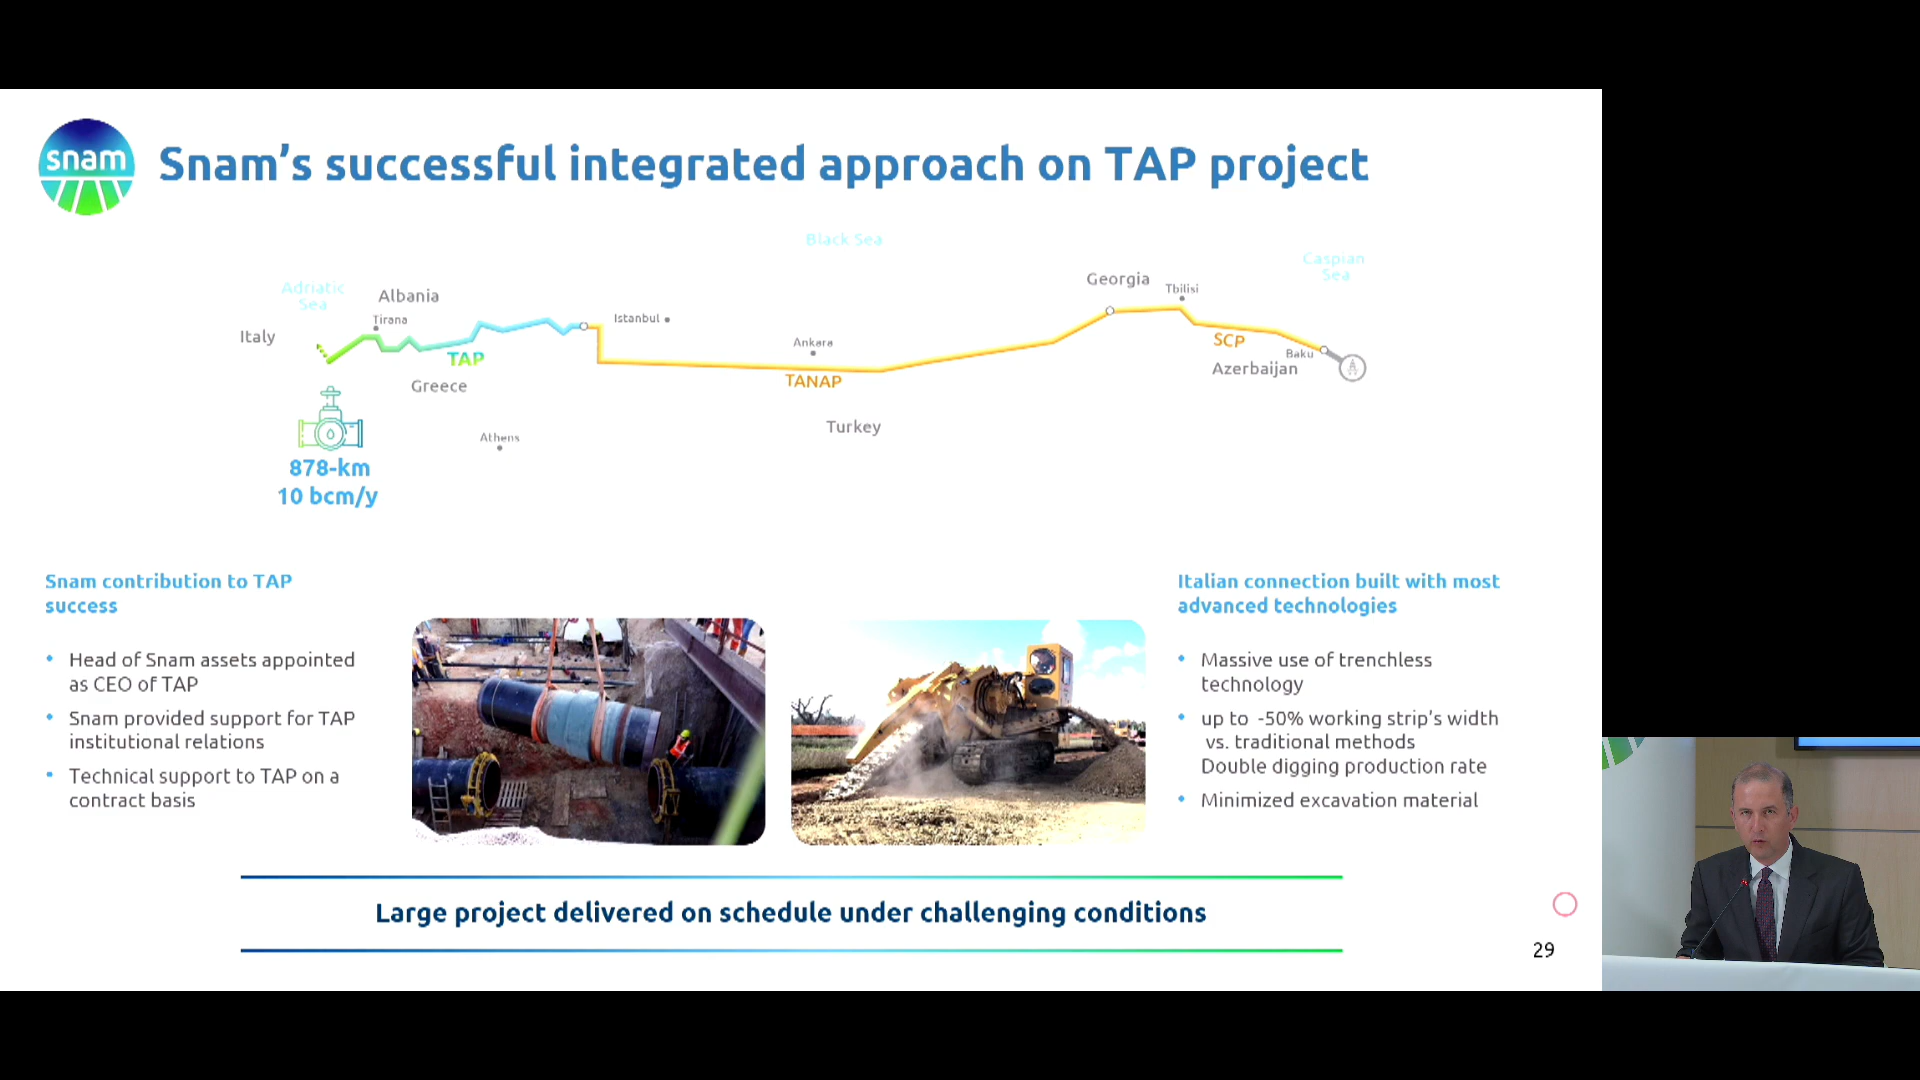 snam
Snam's successful integrated approach on TAP project
Black Sea
Caspian
Sea
Georgia
Tbilisi
Adriatic
Sea
Albania
Tirana
Istanbul
Italy
Ankara
SCP
Baku
TAP
Azerbaijan
TANAP
Greece
Turkey
Athens
878-km
10 bcm/y
Snam contribution to TAP
success
• Head of Snam assets appointed
as CEO of TAP
• Snam provided support for TAP
institutional relations
• Technical support to TAP on a
contract basis
Italian connection built with most
advanced technologies
• Massive use of trenchless
technology
• up to -50% working strip's width
vs. traditional methods
Double digging production rate
• Minimized excavation material
Large project delivered on schedule under challenging conditions
29